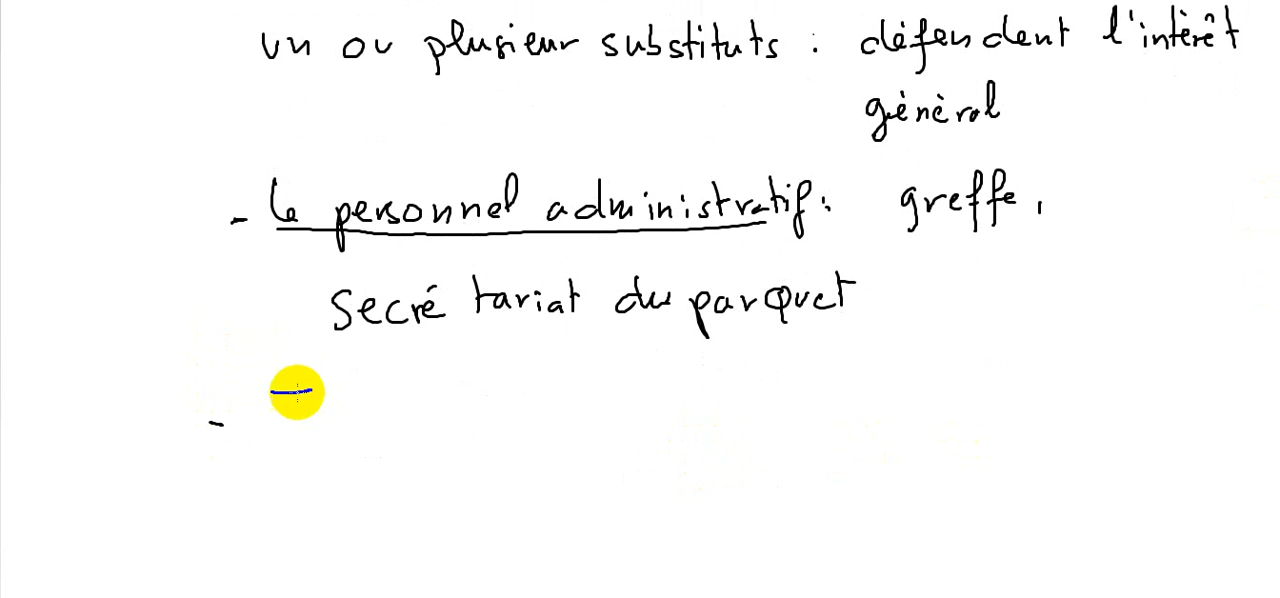 un ou plusieur substituts : défendent l'intérêt
général
- Le personnel administratif : greffe,
Secrétariat du parquet
-